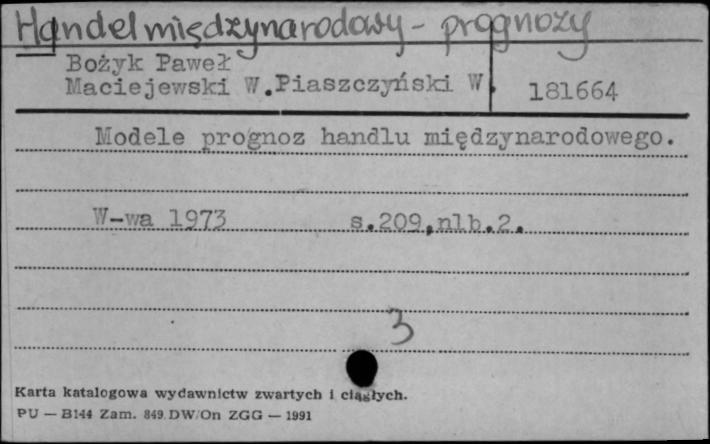 Handel międzynarodowy - prognozy
Bożyk Paweł
Maciejewski W.Piaszczyński W. 181664
Modele prognoz handlu międzynarodowego.
W-wa 1973 s.209,nlb.2.
3
Karta katalogowa wydawnictw zwartych i ciągłych.
PU — B144 Zam. 849.DW/On ZGG — 1991